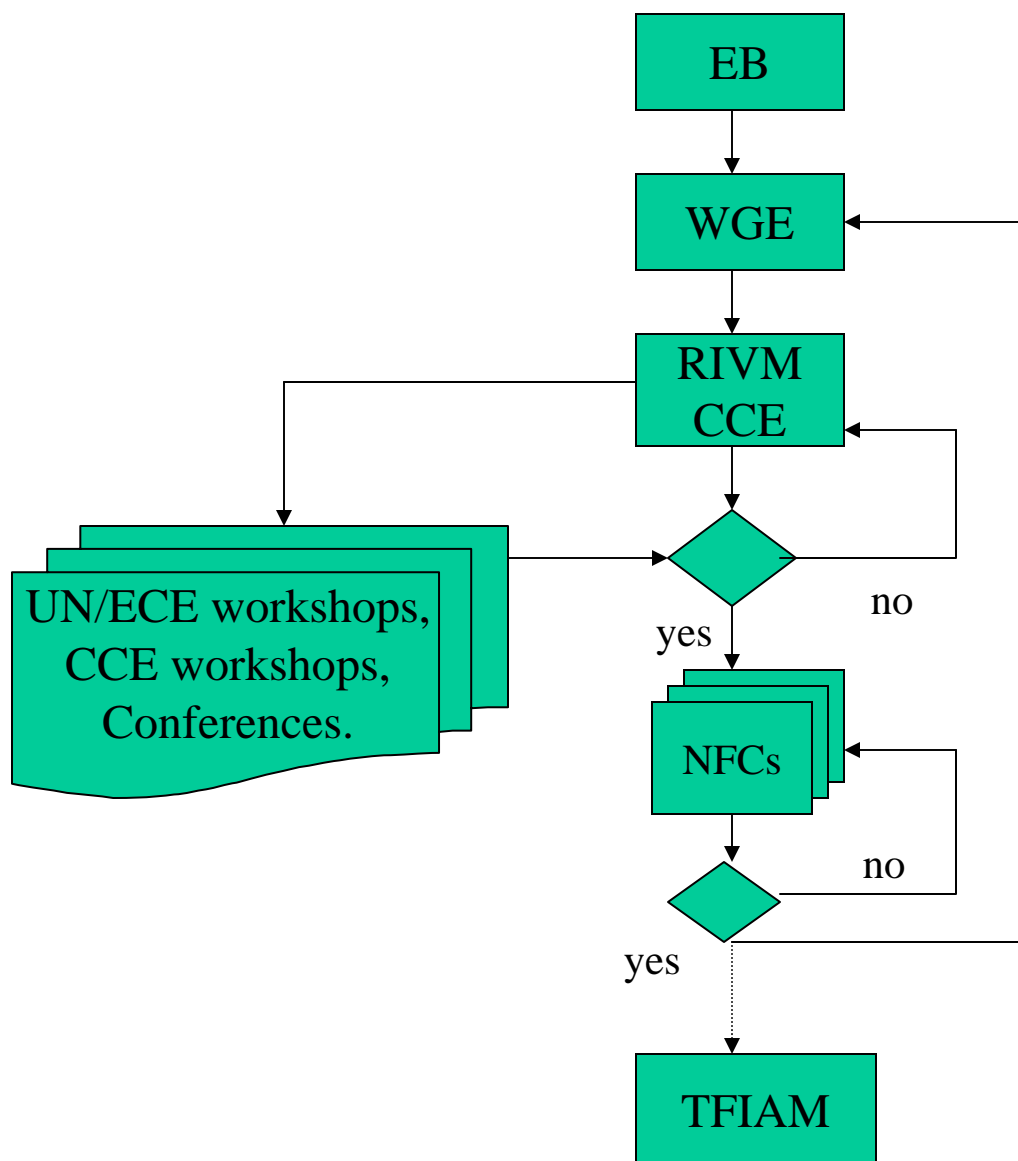 EB
WGE
RIVM
CCE
no
yes
UN/ECE workshops,
CCE workshops,
Conferences.
NFCs
no
yes
TFIAM